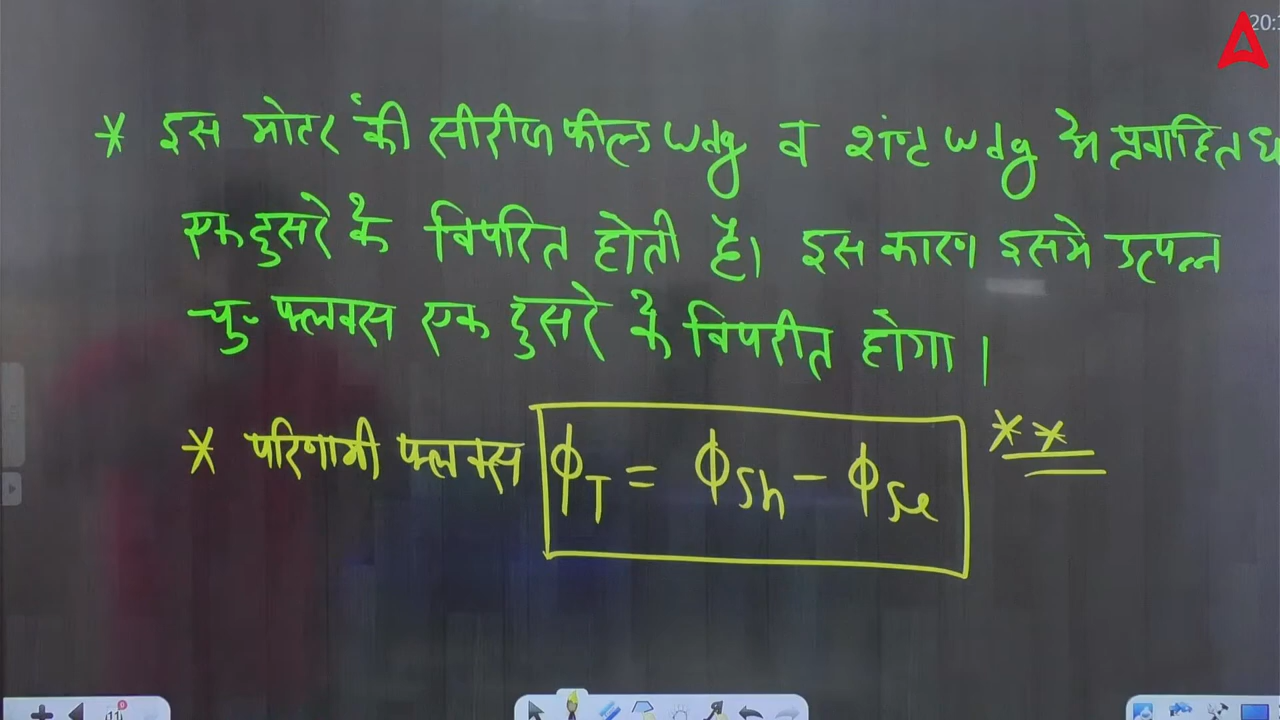 20:
* इस मोटर की सीरीज फील्ड wdg व शंन्ट wdg मे प्रवाहित ध
एक दुसरे के विपरित होती है। इस कारण इसमे उत्पन्न
चु॰ फ्लक्स एक दुसरे के विपरीत होगा।
* परिणामी फ्लक्स ϕT = ϕSh - ϕSe **